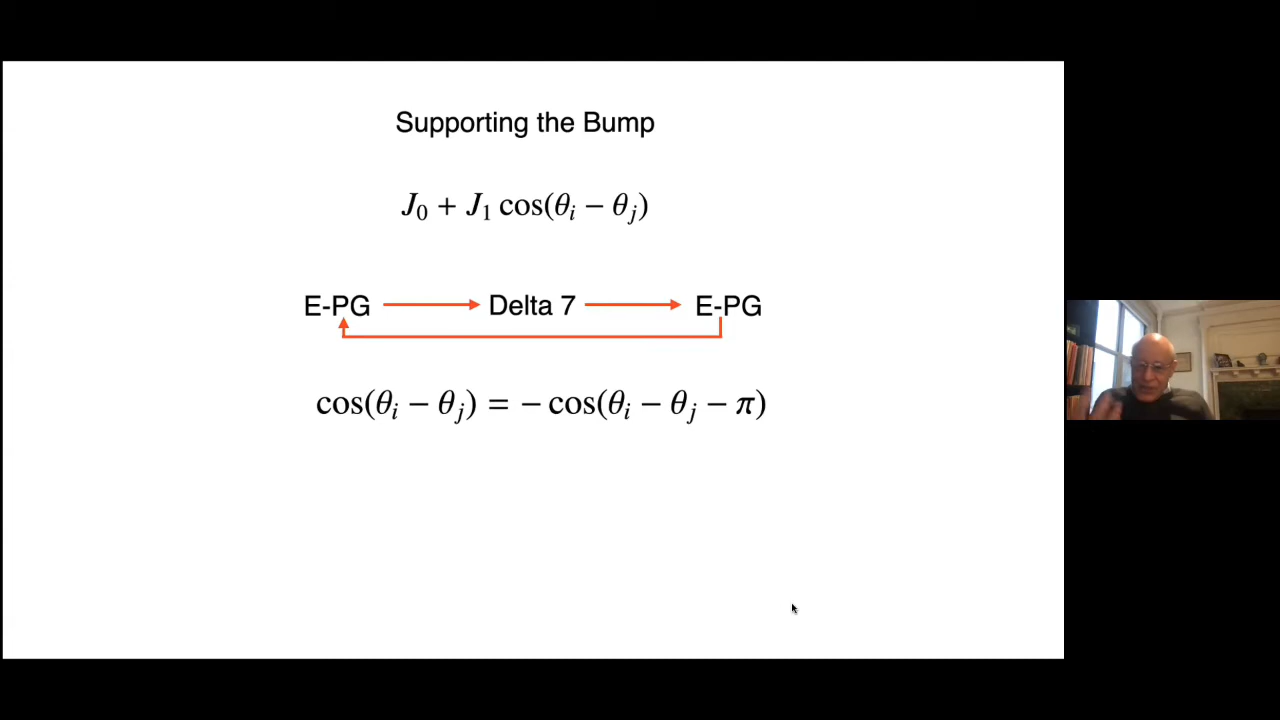 Supporting the Bump
J₀ + J₁ cos(θᵢ − θⱼ)
E-PG Delta 7 E-PG
cos(θᵢ − θⱼ) = − cos(θᵢ − θⱼ − π)